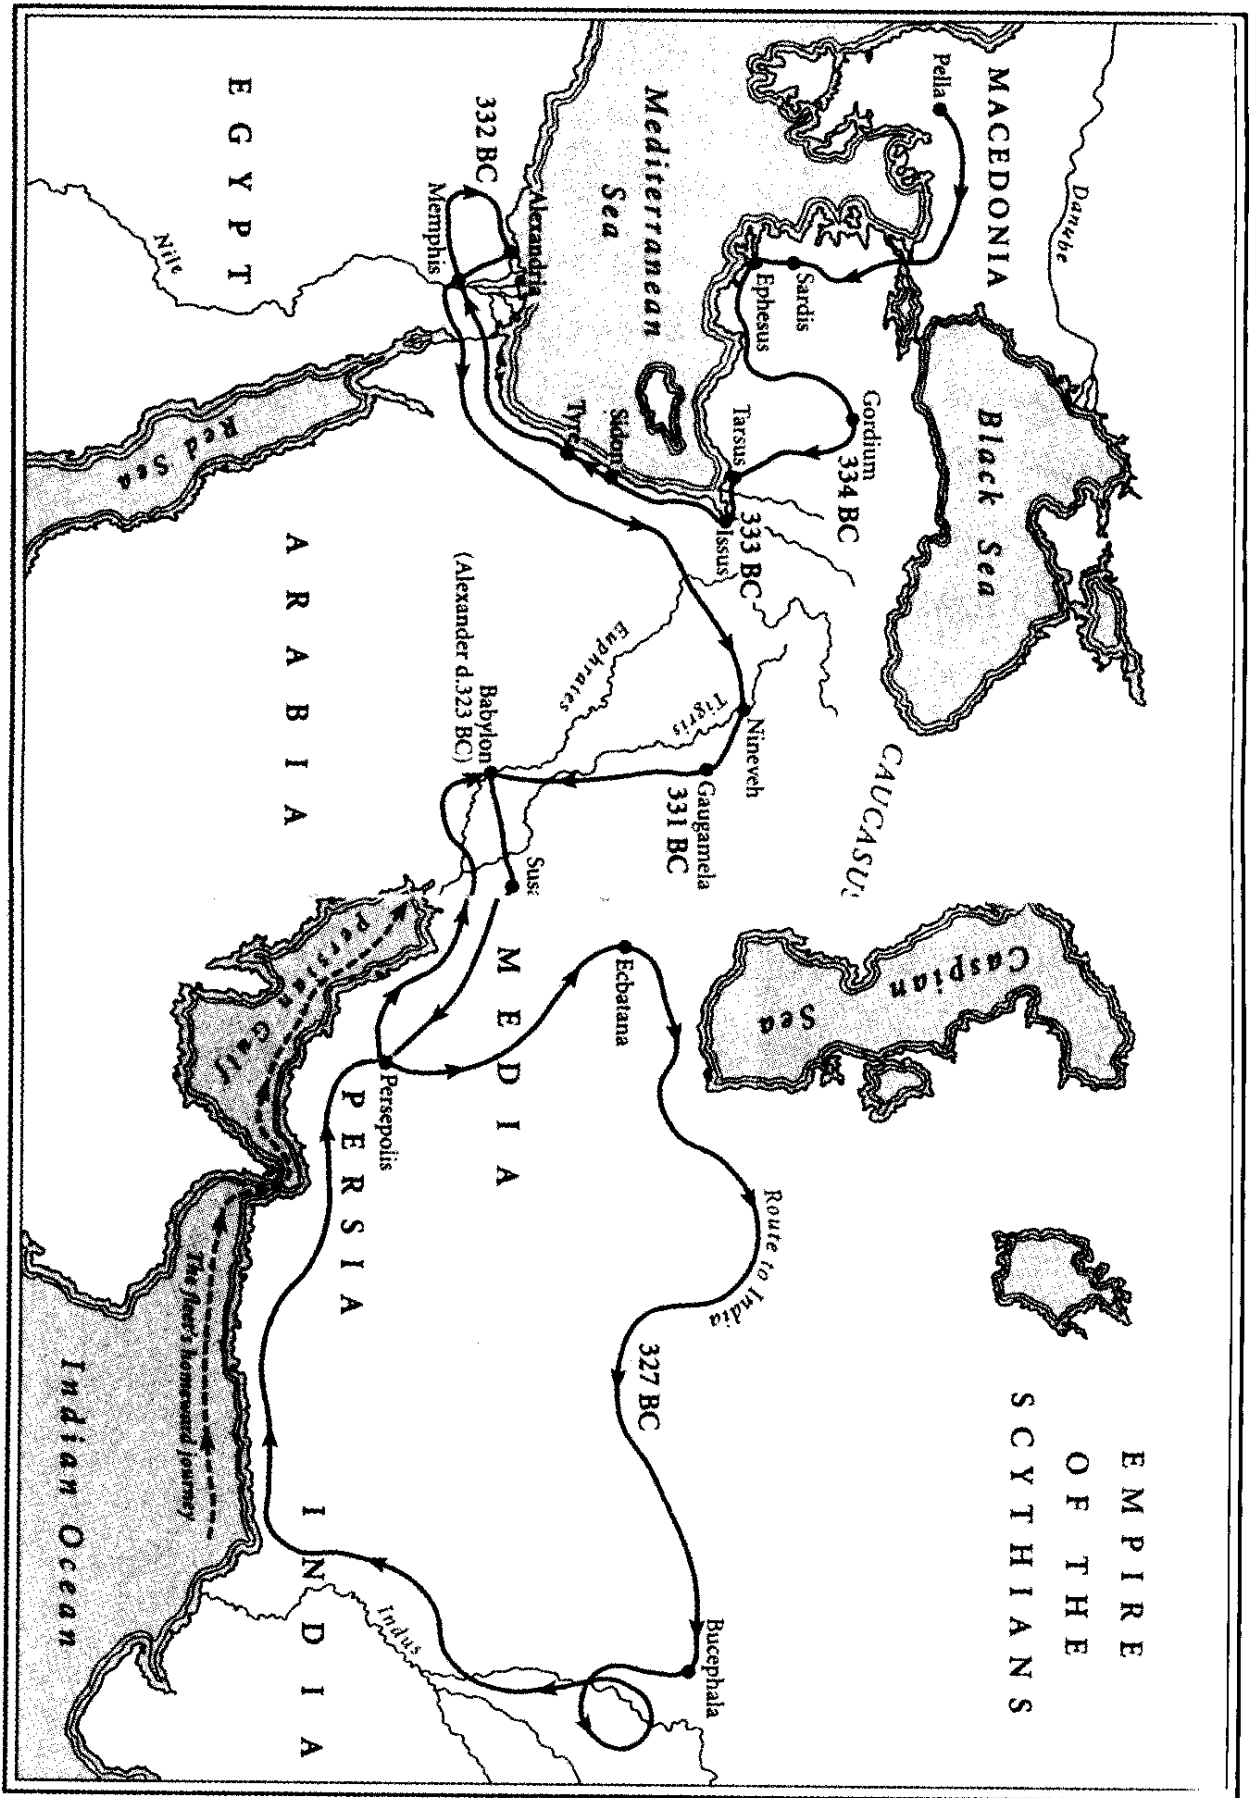 MACEDONIA
Danube
Pella
Black Sea
EMPIRE
OF THE
SCYTHIANS
CAUCASUS
Caspian
Sea
Sardis
Ephesus
Gordium
334 BC
Tarsus
333 BC
Issus
Mediterranean
Sea
Sidon
Tyre
Alexandria
332 BC
Memphis
EGYPT
Nile
Red Sea
ARABIA
Euphrates
Tigris
Nineveh
Gaugamela
331 BC
Babylon
(Alexander d.323 BC)
Susa
MEDIA
Ecbatana
Persepolis
PERSIA
Persian
Gulf
Route to India
327 BC
Bucephala
Indus
INDIA
The fleet's homeward journey
Indian Ocean